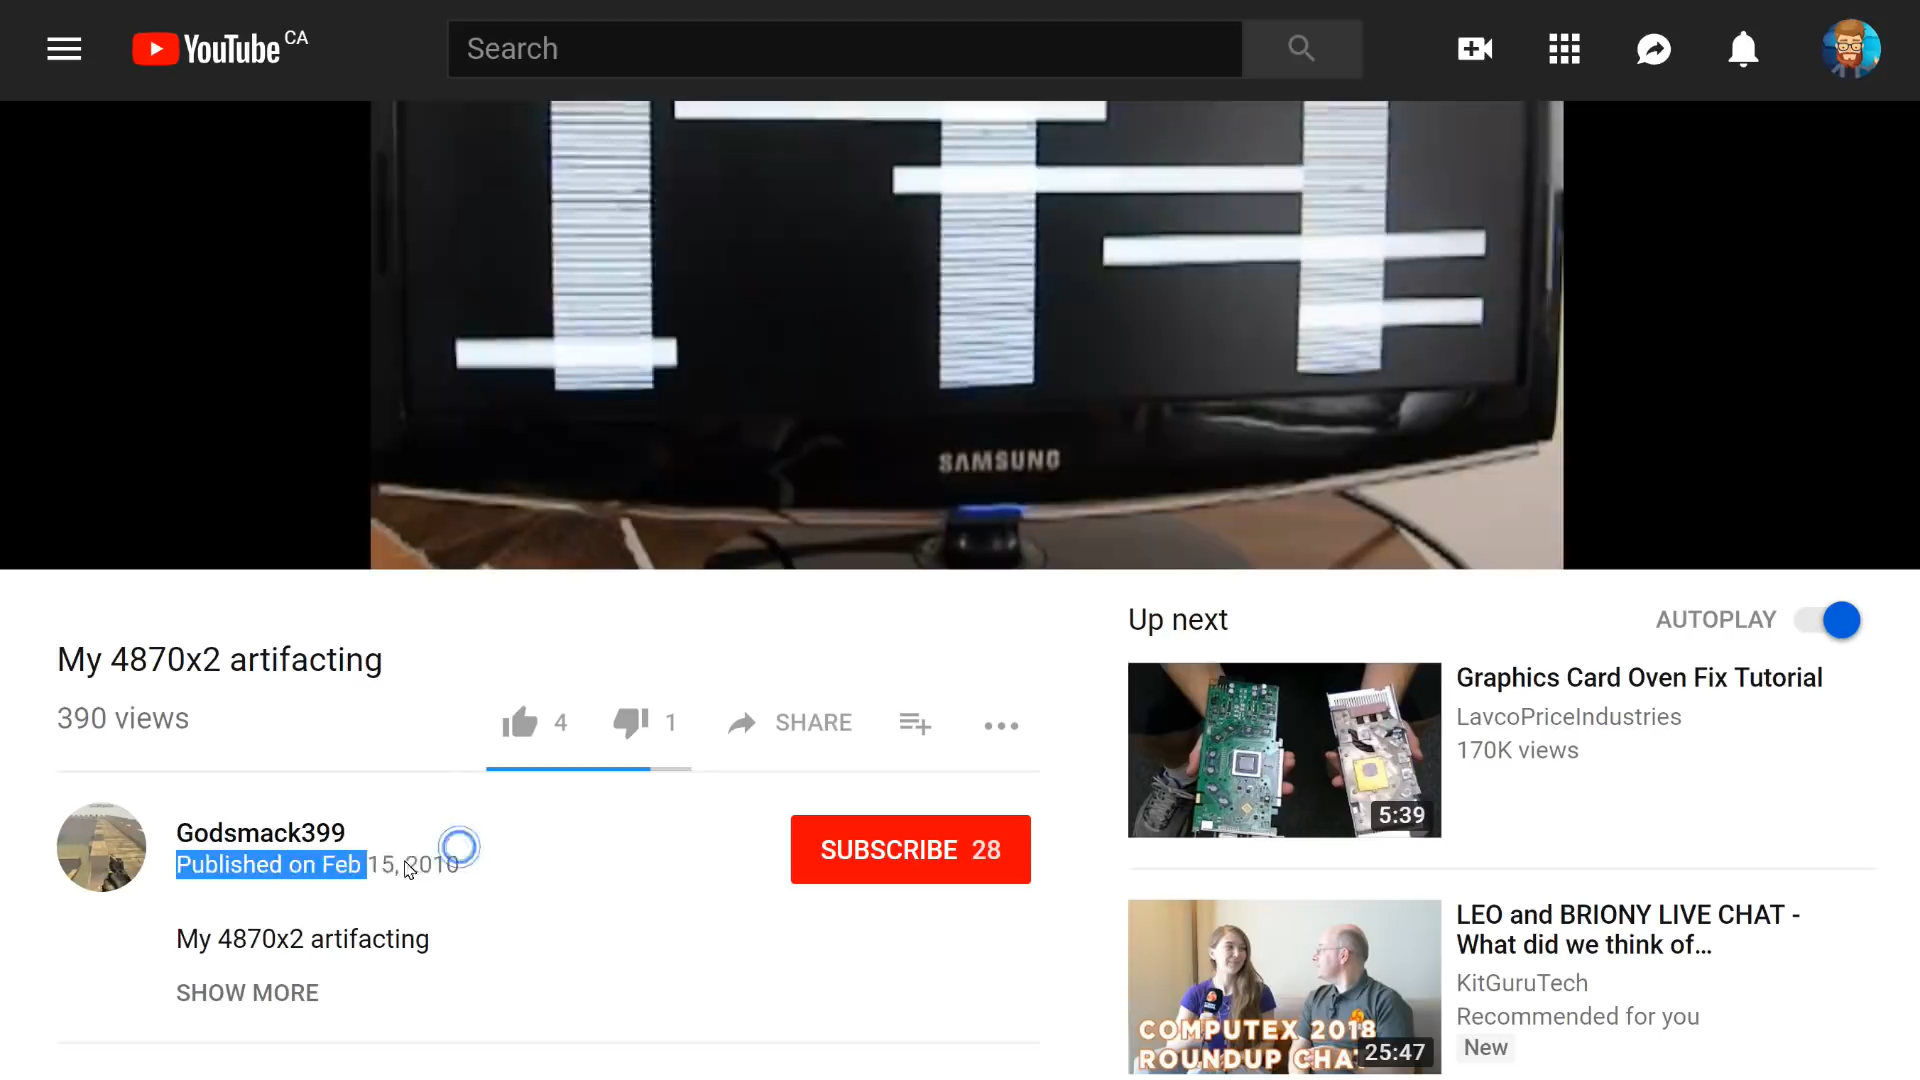 YouTube CA
Search
SAMSUNG
My 4870x2 artifacting
390 views
4
1
SHARE
Godsmack399
Published on Feb 15, 2010
SUBSCRIBE 28
My 4870x2 artifacting
SHOW MORE
Up next
AUTOPLAY
5:39
Graphics Card Oven Fix Tutorial
LavcoPriceIndustries
170K views
COMPUTEX 2018
ROUNDUP CHAT
25:47
LEO and BRIONY LIVE CHAT -
What did we think of...
KitGuruTech
Recommended for you
New